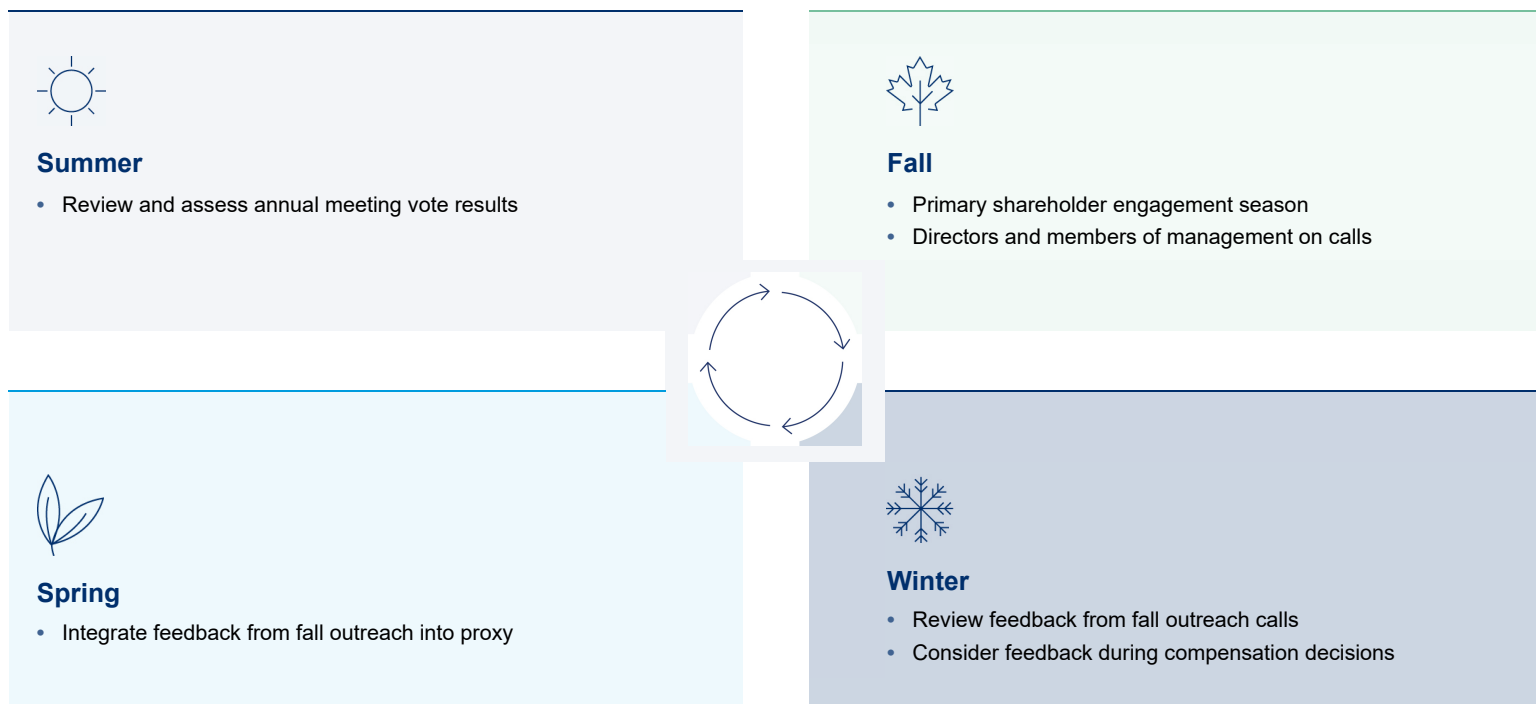 Summer
• Review and assess annual meeting vote results
Fall
• Primary shareholder engagement season
• Directors and members of management on calls
Spring
• Integrate feedback from fall outreach into proxy
Winter
• Review feedback from fall outreach calls
• Consider feedback during compensation decisions